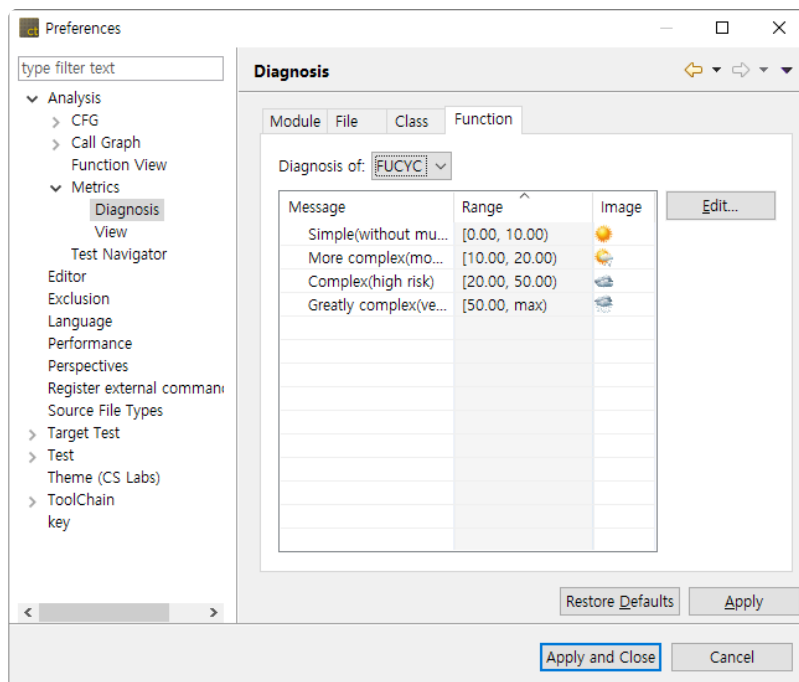 ct Preferences
type filter text
Analysis
CFG
Call Graph
Function View
Metrics
Diagnosis
View
Test Navigator
Editor
Exclusion
Language
Performance
Perspectives
Register external comman
Source File Types
Target Test
Test
Theme (CS Labs)
ToolChain
key
Diagnosis
Module File Class Function
Diagnosis of: FUCYC
Message Range Image
Simple(without mu... [0.00, 10.00)
More complex(mo... [10.00, 20.00)
Complex(high risk) [20.00, 50.00)
Greatly complex(ve... [50.00, max)
Edit...
Restore Defaults Apply
Apply and Close Cancel